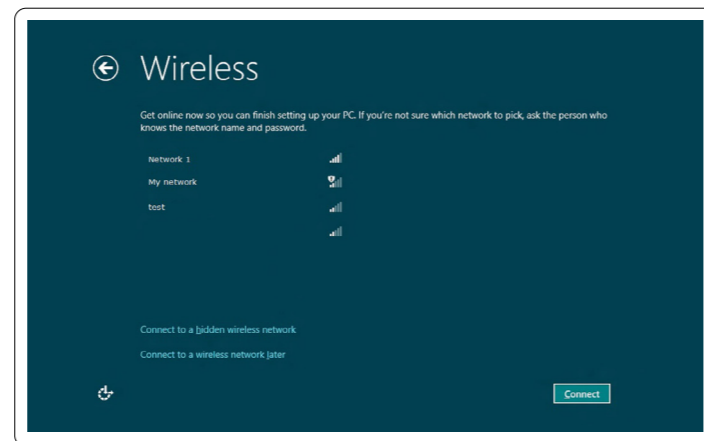 Wireless
Get online now so you can finish setting up your PC. If you're not sure which network to pick, ask the person who
knows the network name and password.
Network 1
My network
test
Connect to a hidden wireless network
Connect to a wireless network later
Connect